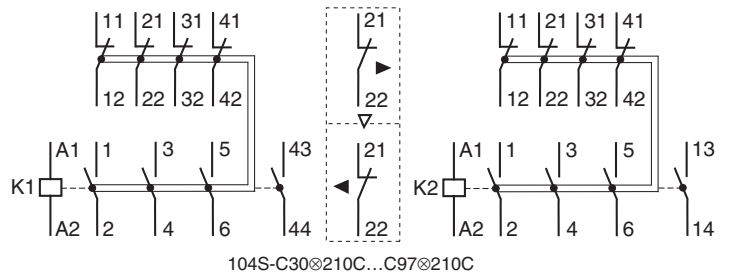 11 21 31 41 21 11 21 31 41
12 22 32 42 22 12 22 32 42
A1 1 3 5 43 21 A1 1 3 5 13
K1 K2
A2 2 4 6 44 22 A2 2 4 6 14
104S-C30⊗210C...C97⊗210C